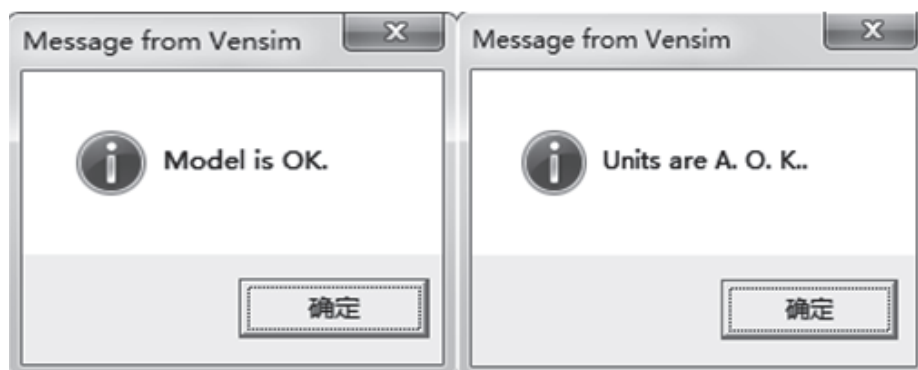 Message from Vensim
Model is OK.
确定
Message from Vensim
Units are A. O. K..
确定